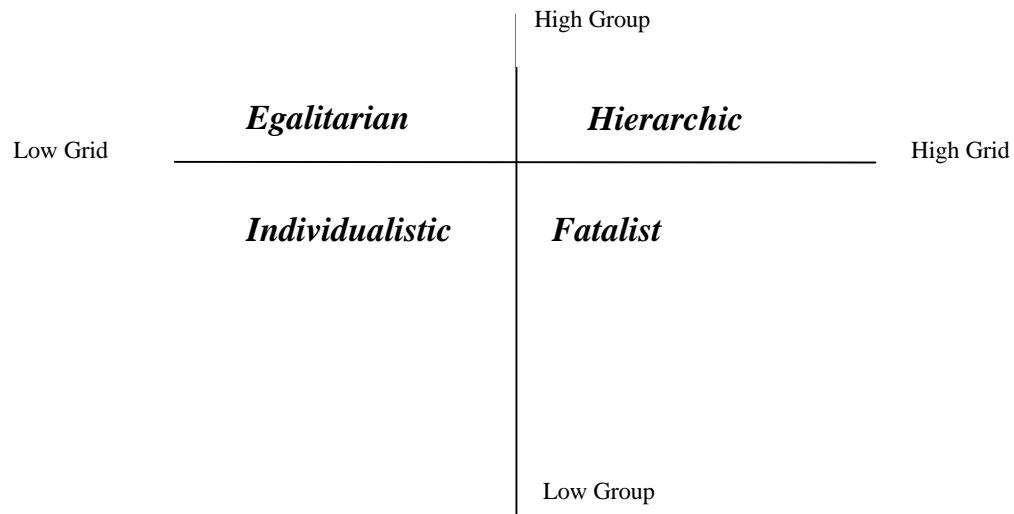 High Group
Egalitarian Hierarchic
Low Grid High Grid
Individualistic Fatalist
Low Group